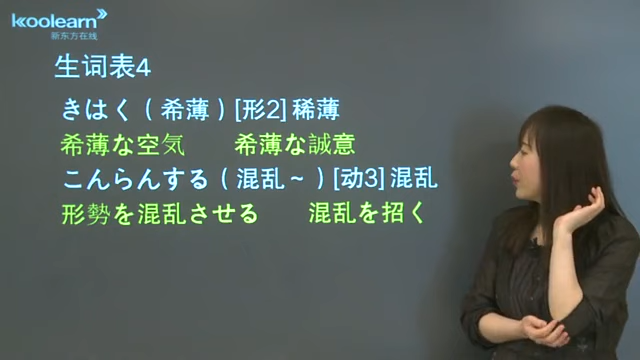 koolearn
新东方在线
生词表4
きはく（希薄）[形2] 稀薄
希薄な空気 希薄な誠意
こんらんする（混乱～）[动3] 混乱
形勢を混乱させる 混乱を招く